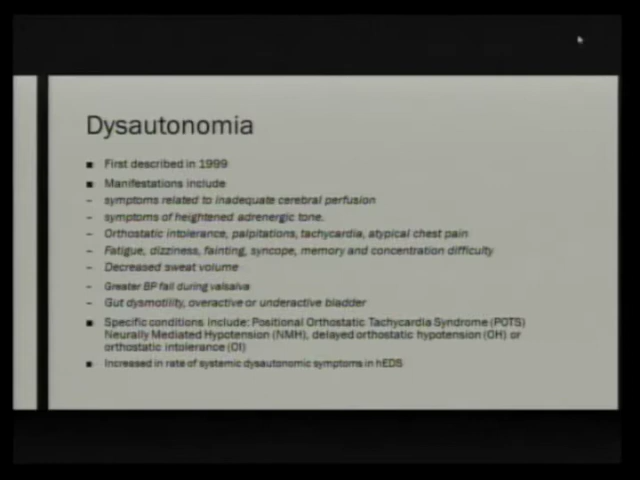 Dysautonomia
■ First described in 1999
■ Manifestations include
– symptoms related to inadequate cerebral perfusion
– symptoms of heightened adrenergic tone.
– Orthostatic intolerance, palpitations, tachycardia, atypical chest pain
– Fatigue, dizziness, fainting, syncope, memory and concentration difficulty
– Decreased sweat volume
– Greater BP fall during valsalva
– Gut dysmotility, overactive or underactive bladder
■ Specific conditions include: Positional Orthostatic Tachycardia Syndrome (POTS)
Neurally Mediated Hypotension (NMH), delayed orthostatic hypotension (OH) or
orthostatic intolerance (OI)
■ Increased in rate of systemic dysautonomic symptoms in hEDS